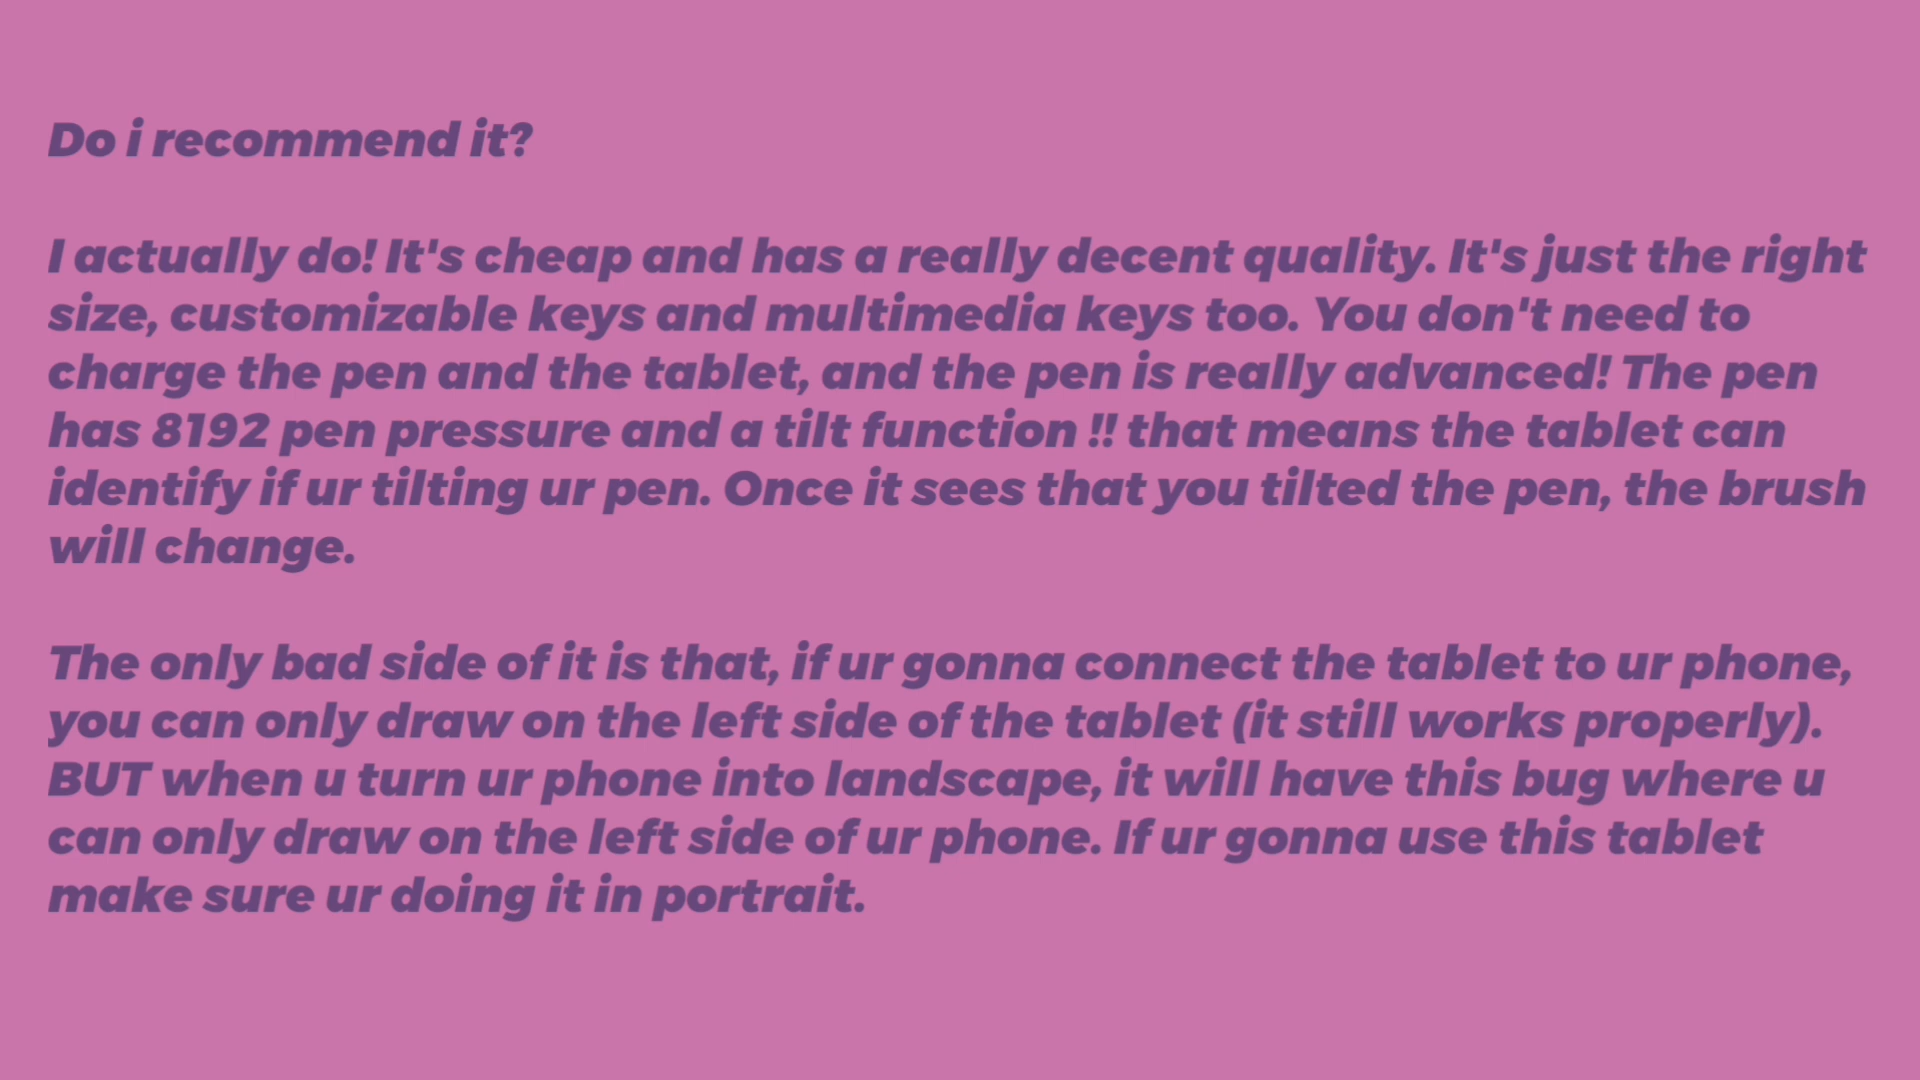 Do i recommend it?
I actually do! It's cheap and has a really decent quality. It's just the right
size, customizable keys and multimedia keys too. You don't need to
charge the pen and the tablet, and the pen is really advanced! The pen
has 8192 pen pressure and a tilt function !! that means the tablet can
identify if ur tilting ur pen. Once it sees that you tilted the pen, the brush
will change.
The only bad side of it is that, if ur gonna connect the tablet to ur phone,
you can only draw on the left side of the tablet (it still works properly).
BUT when u turn ur phone into landscape, it will have this bug where u
can only draw on the left side of ur phone. If ur gonna use this tablet
make sure ur doing it in portrait.